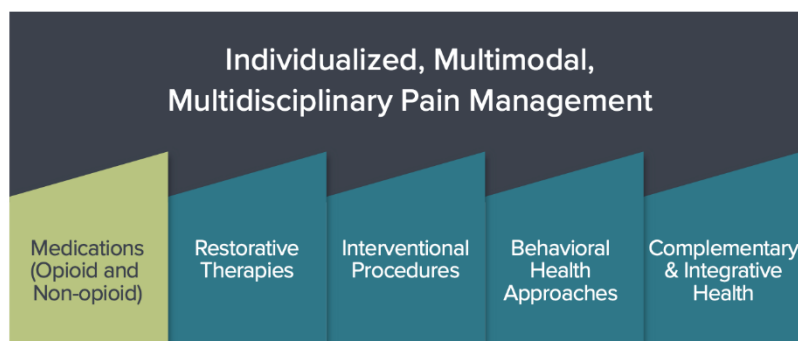 Individualized, Multimodal,
Multidisciplinary Pain Management
Medications
(Opioid and
Non-opioid)
Restorative
Therapies
Interventional
Procedures
Behavioral
Health
Approaches
Complementary
& Integrative
Health